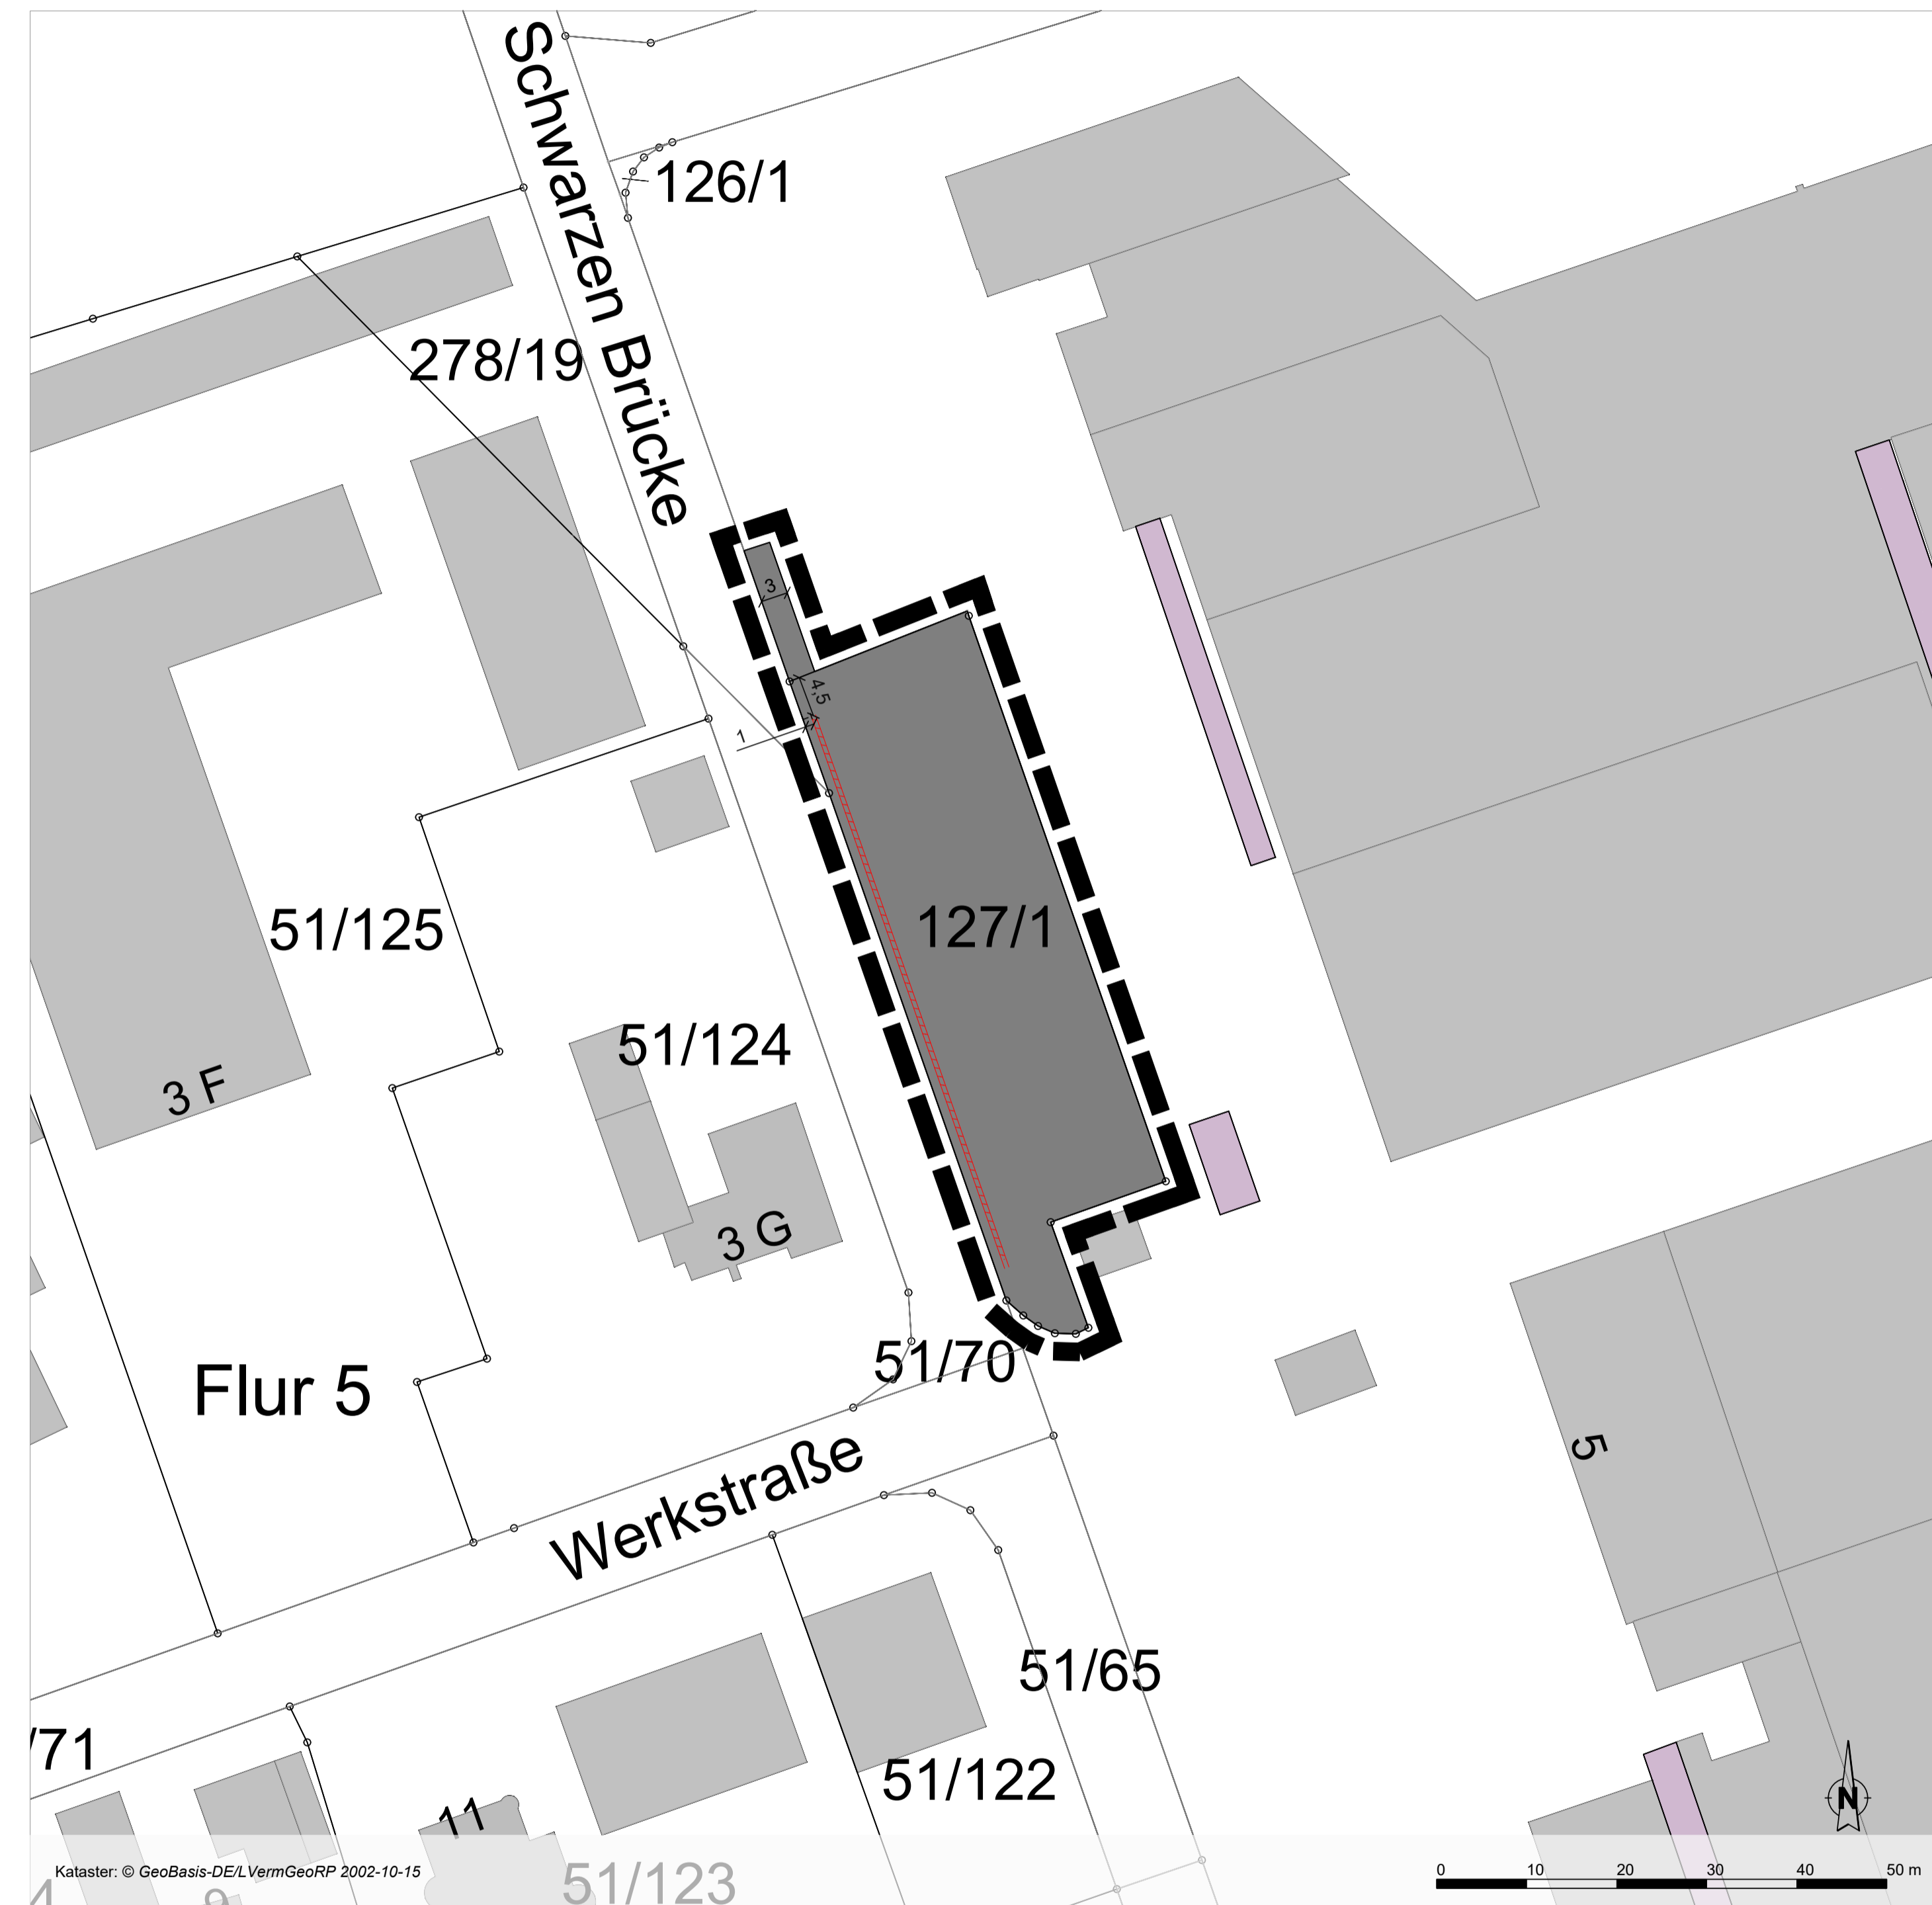 Schwarzen Brücke
126/1
278/19
3
4,5
1
127/1
51/125
51/124
3 F
3 G
51/70
Flur 5
5
Werkstraße
51/65
/71
51/122
11
N
51/123
4
9
Kataster: © GeoBasis-DE/LVermGeoRP 2002-10-15
0 10 20 30 40 50 m